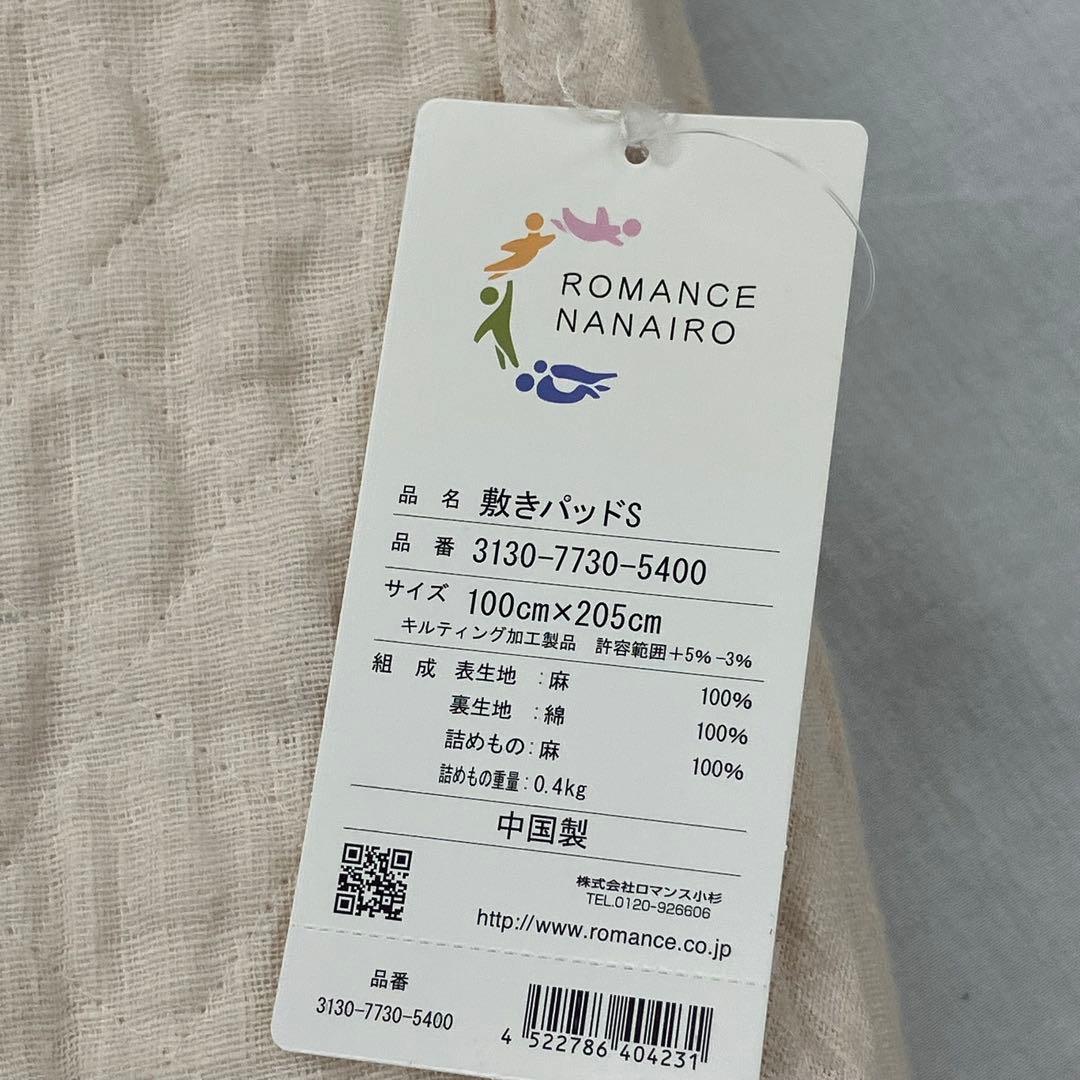 ROMANCE
NANAIRO
品 名 敷きパッドS
品 番 3130-7730-5400
サイズ 100cm×205cm
キルティング加工製品 許容範囲+5%-3%
組 成 表生地 :麻 100%
裏生地 :綿 100%
詰めもの:麻 100%
詰めもの重量:0.4kg
中国製
株式会社ロマンス小杉
TEL.0120-926606
http://www.romance.co.jp
品番
3130-7730-5400
4 522786 404231